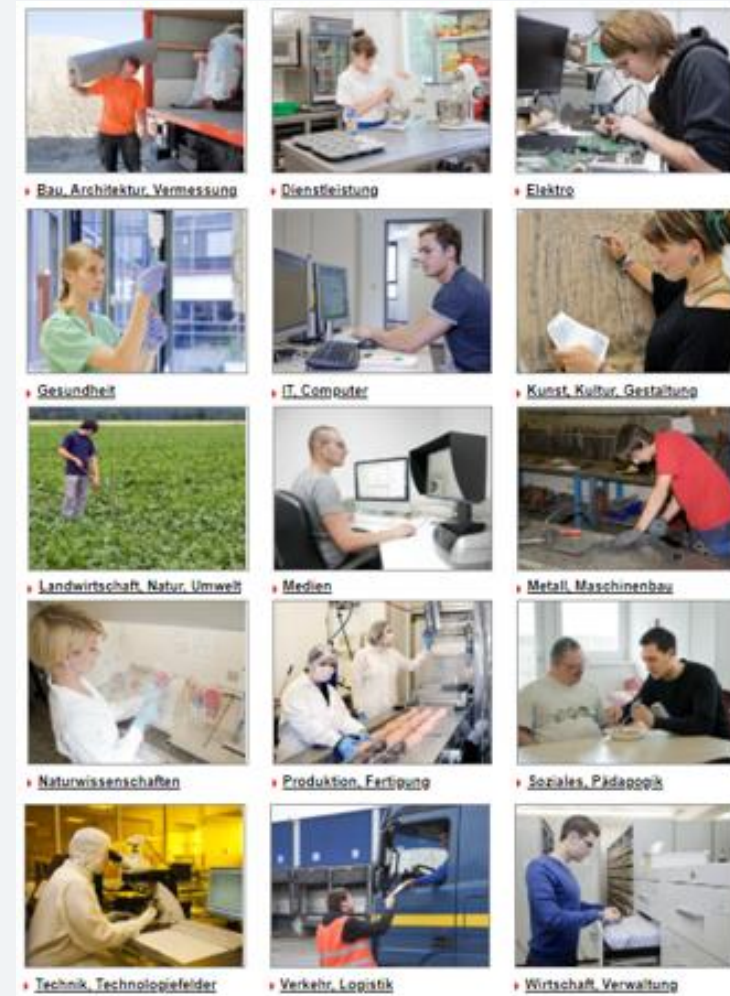 Bau, Architektur, Vermessung
Dienstleistung
Elektro
Gesundheit
IT, Computer
Kunst, Kultur, Gestaltung
Landwirtschaft, Natur, Umwelt
Medien
Metall, Maschinenbau
Naturwissenschaften
Produktion, Fertigung
Soziales, Pädagogik
Technik, Technologiefelder
Verkehr, Logistik
Wirtschaft, Verwaltung